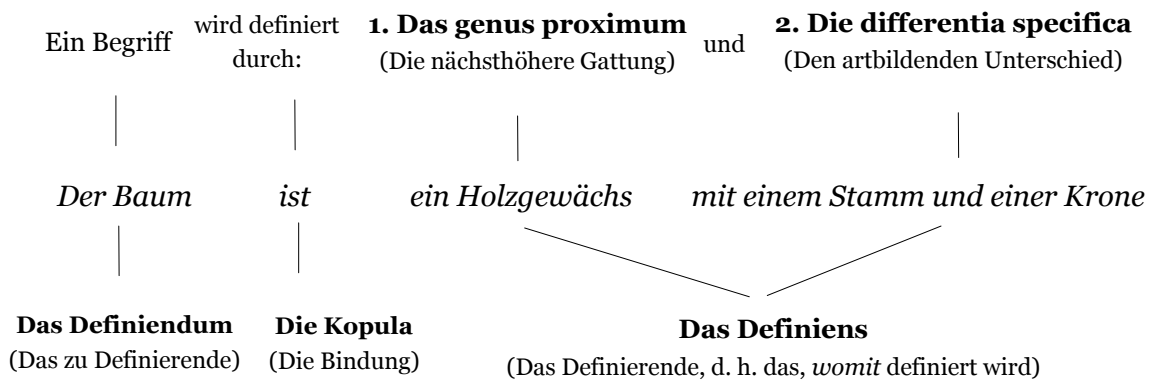 Ein Begriff
wird definiert
durch:
1. Das genus proximum
(Die nächsthöhere Gattung)
und
2. Die differentia specifica
(Den artbildenden Unterschied)
Der Baum
ist
ein Holzgewächs
mit einem Stamm und einer Krone
Das Definiendum
(Das zu Definierende)
Die Kopula
(Die Bindung)
Das Definiens
(Das Definierende, d. h. das, womit definiert wird)